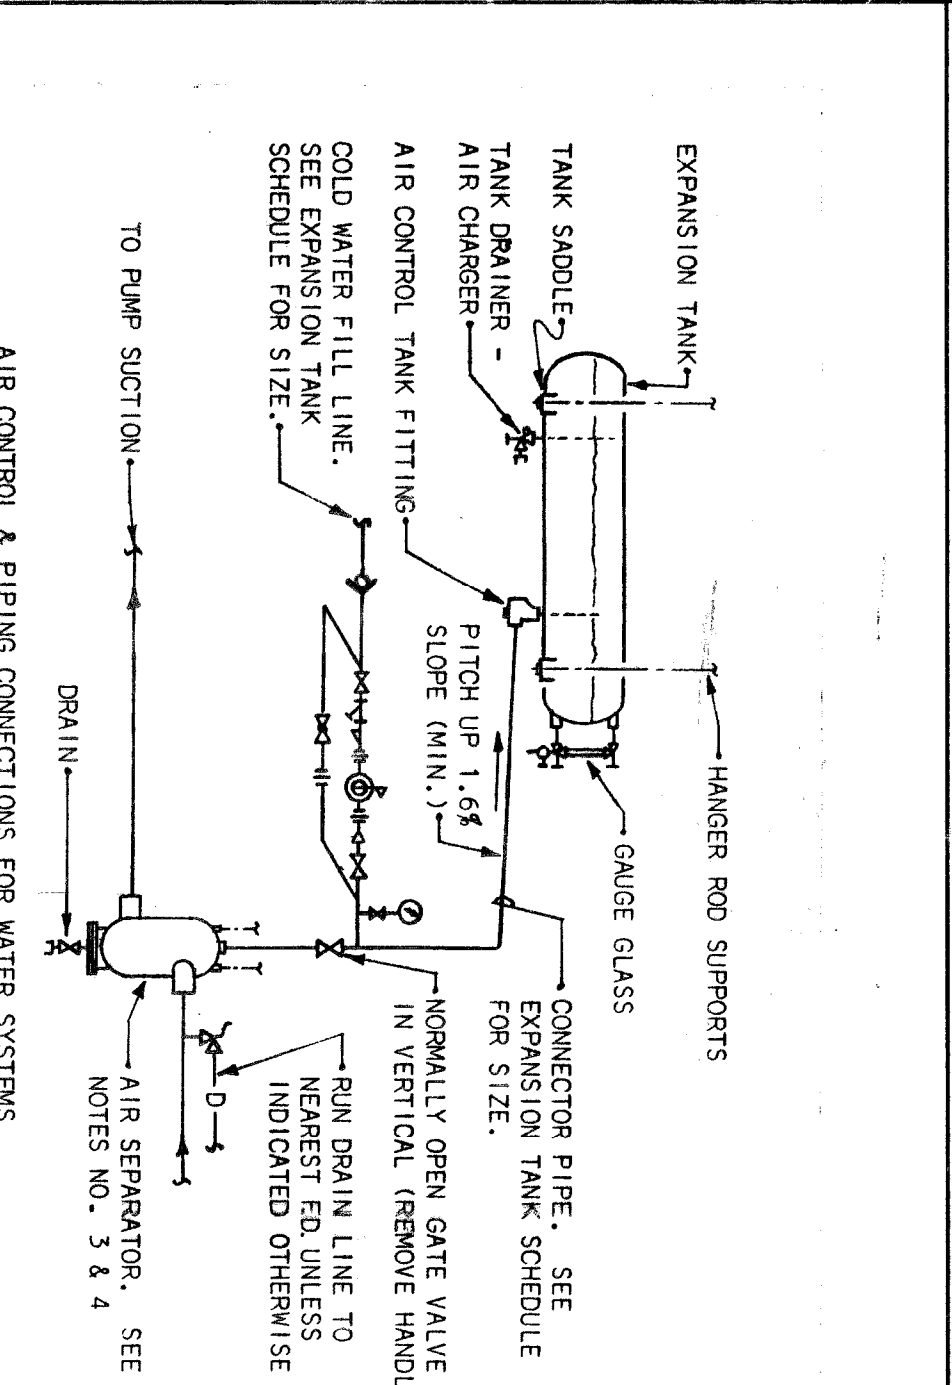 EXPANSION TANK
TANK SADDLE
TANK DRAINER -
AIR CHARGER
AIR CONTROL TANK FITTING
COLD WATER FILL LINE.
SEE EXPANSION TANK
SCHEDULE FOR SIZE.
TO PUMP SUCTION
HANGER ROD SUPPORTS
GAUGE GLASS
PITCH UP 1.6%
SLOPE (MIN.)
CONNECTOR PIPE. SEE
EXPANSION TANK SCHEDULE
FOR SIZE.
NORMALLY OPEN GATE VALVE
IN VERTICAL (REMOVE HANDL
RUN DRAIN LINE TO
NEAREST F.D. UNLESS
INDICATED OTHERWISE
D
AIR SEPARATOR. SEE
NOTES NO. 3 & 4
DRAIN
AIR CONTROL & PIPING CONNECTIONS FOR WATER SYSTEMS